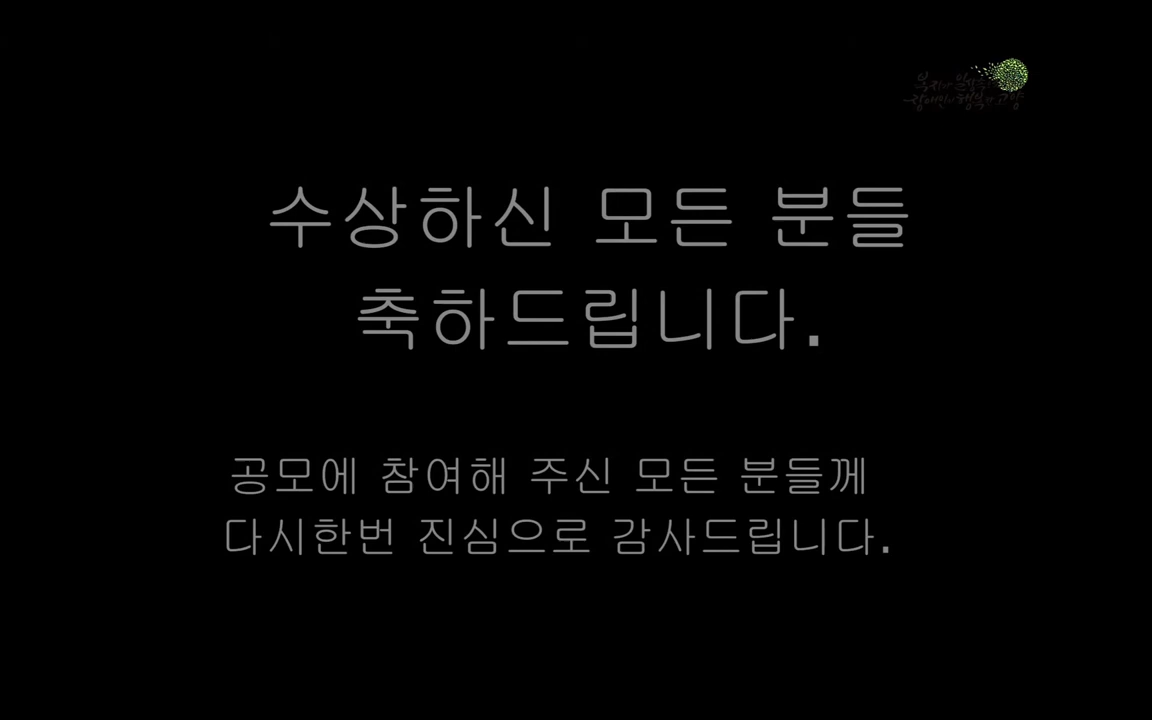 수상하신 모든 분들
축하드립니다.
공모에 참여해 주신 모든 분들께
다시한번 진심으로 감사드립니다.